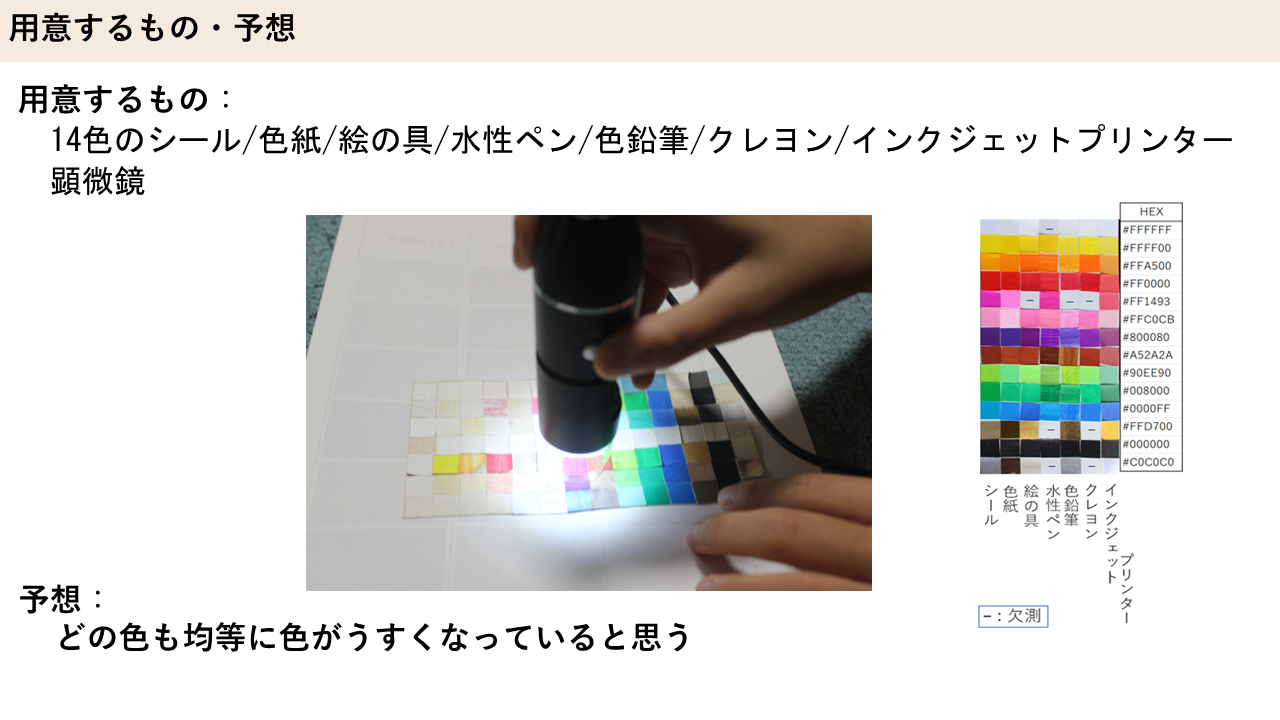 用意するもの・予想
用意するもの：
14色のシール/色紙/絵の具/水性ペン/色鉛筆/クレヨン/インクジェットプリンター
顕微鏡
HEX
#FFFFFF
#FFFF00
#FFA500
#FF0000
#FF1493
#FFC0CB
#800080
#A52A2A
#90EE90
#008000
#0000FF
#FFD700
#000000
#C0C0C0
シール
色紙
絵の具
水性ペン
色鉛筆
クレヨン
インクジェット
プリンター
−：欠測
予想：
どの色も均等に色がうすくなっていると思う